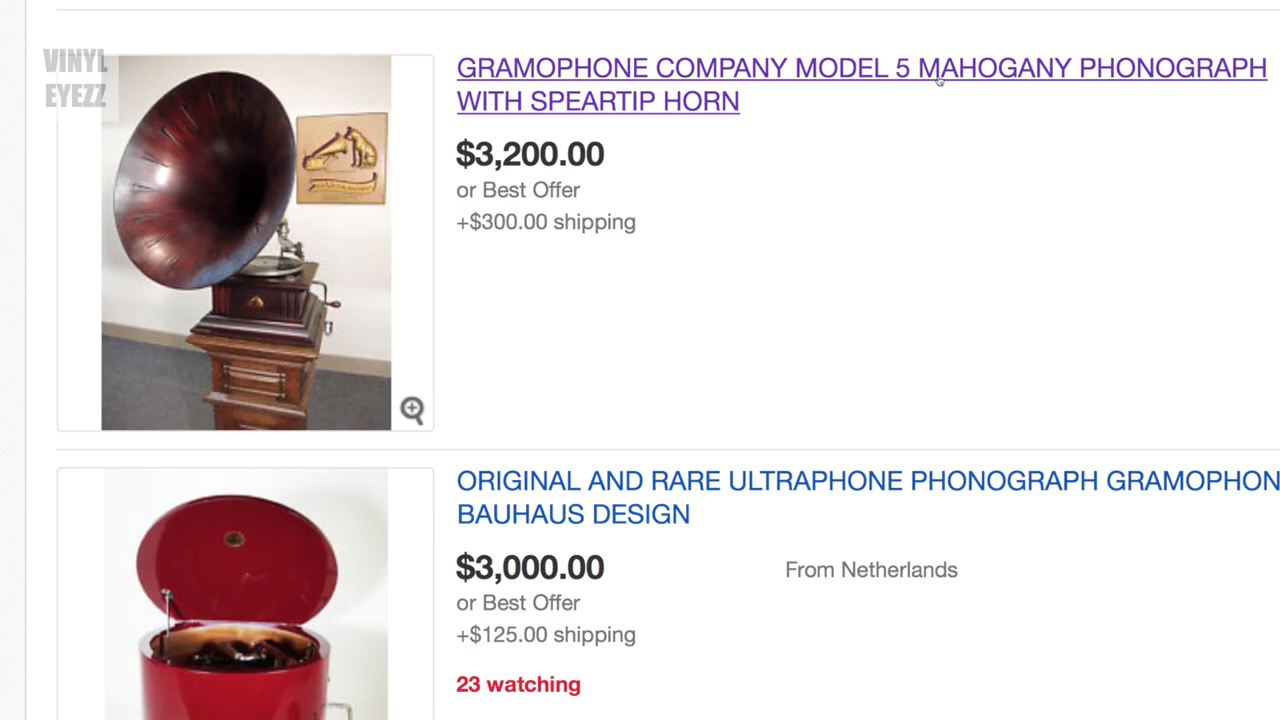 VINYL
EYEZZ
GRAMOPHONE COMPANY MODEL 5 MAHOGANY PHONOGRAPH
WITH SPEARTIP HORN
$3,200.00
or Best Offer
+$300.00 shipping
ORIGINAL AND RARE ULTRAPHONE PHONOGRAPH GRAMOPHON
BAUHAUS DESIGN
$3,000.00
From Netherlands
or Best Offer
+$125.00 shipping
23 watching